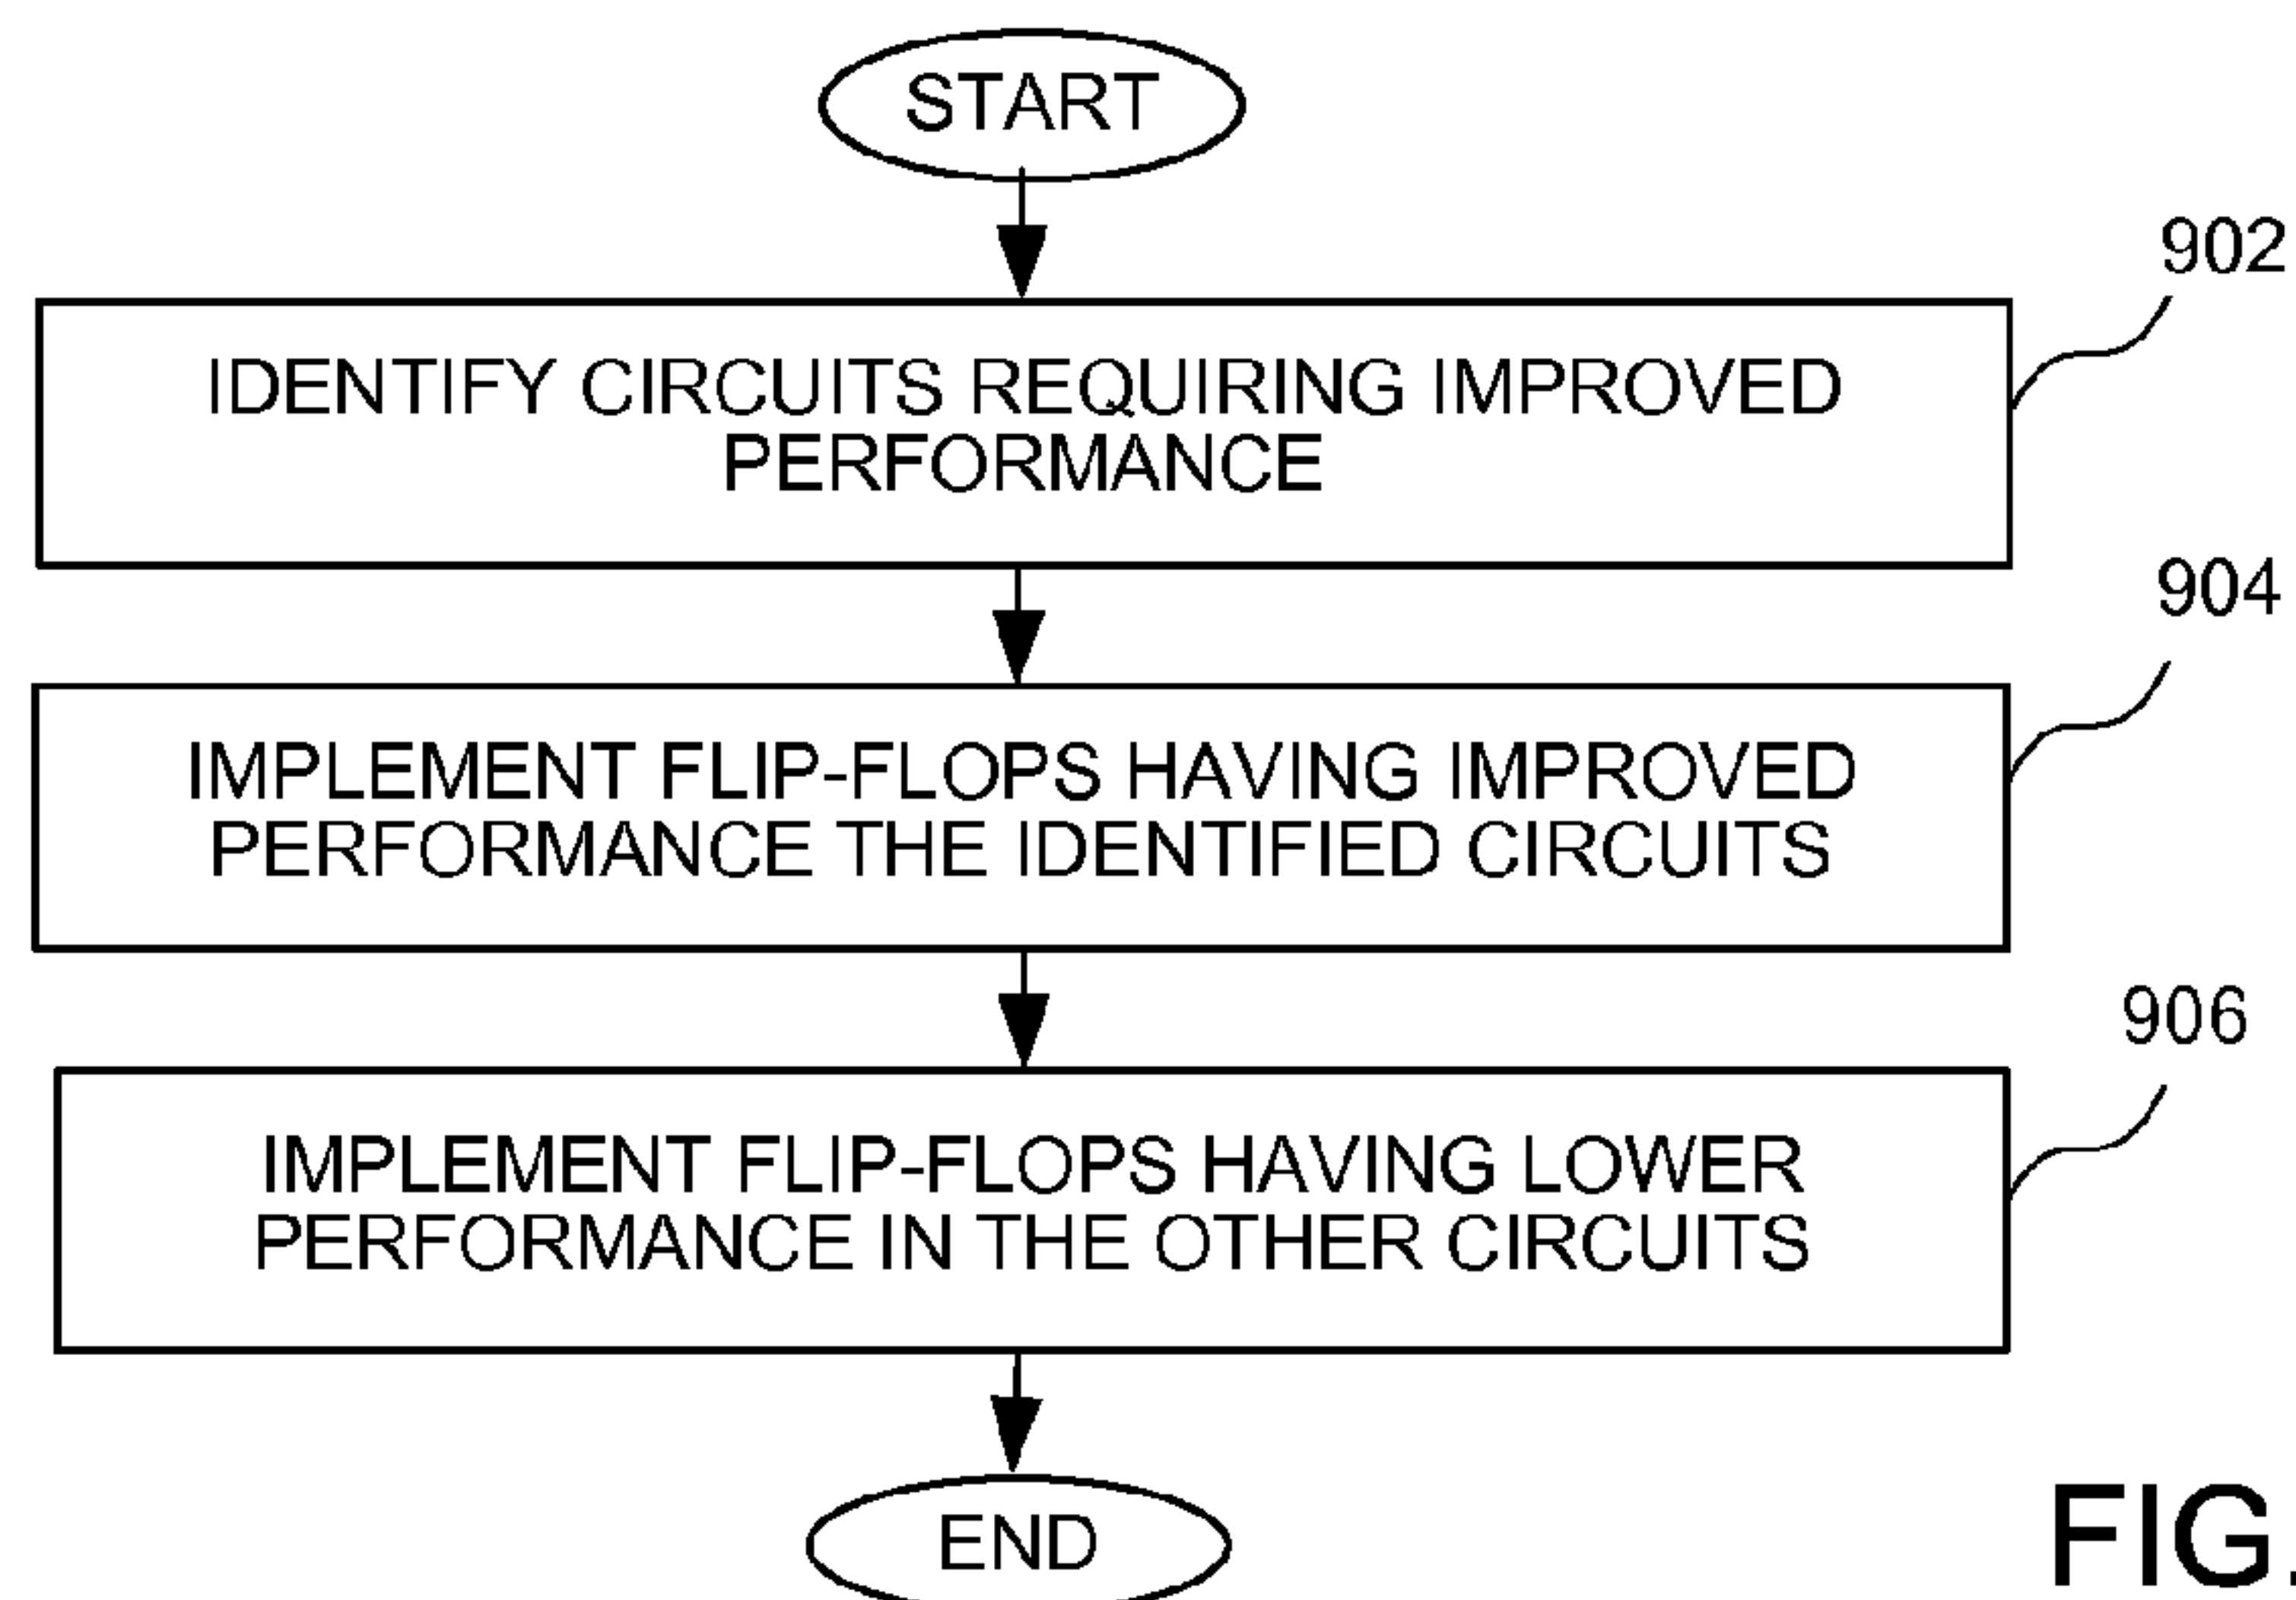 START
902
IDENTIFY CIRCUITS REQUIRING IMPROVED
PERFORMANCE
904
IMPLEMENT FLIP-FLOPS HAVING IMPROVED
PERFORMANCE THE IDENTIFIED CIRCUITS
906
IMPLEMENT FLIP-FLOPS HAVING LOWER
PERFORMANCE IN THE OTHER CIRCUITS
END
FIG.